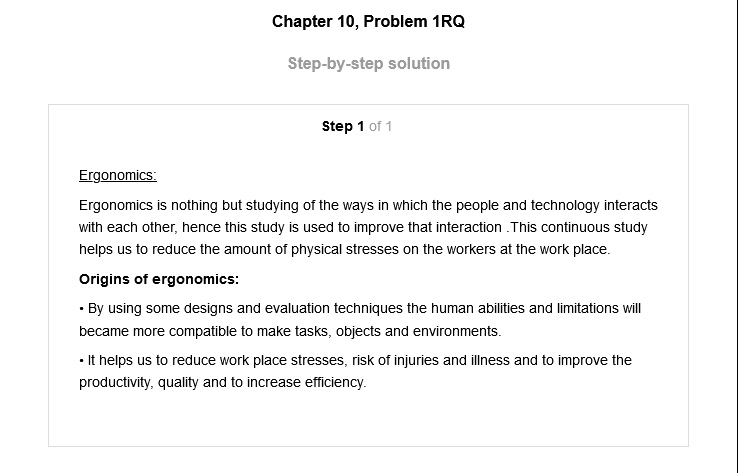 Chapter 10, Problem 1RQ
Step-by-step solution
Step 1 of 1
Ergonomics:
Ergonomics is nothing but studying of the ways in which the people and technology interacts
with each other, hence this study is used to improve that interaction .This continuous study
helps us to reduce the amount of physical stresses on the workers at the work place.
Origins of ergonomics:
• By using some designs and evaluation techniques the human abilities and limitations will
became more compatible to make tasks, objects and environments.
• It helps us to reduce work place stresses, risk of injuries and illness and to improve the
productivity, quality and to increase efficiency.